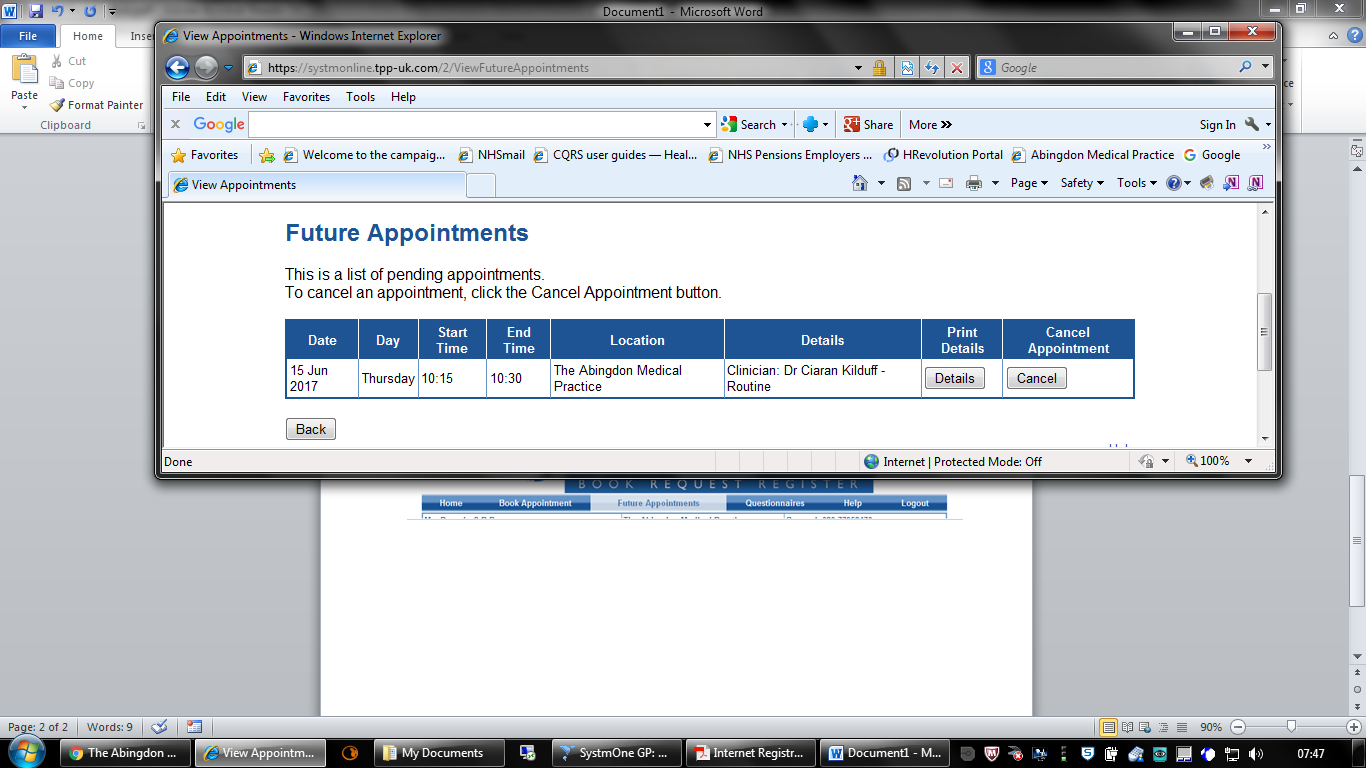 Document1 - Microsoft Word
File Home Inse
Cut
Copy
Paste
Format Painter
Clipboard
View Appointments - Windows Internet Explorer
https://systmonline.tpp-uk.com/2/ViewFutureAppointments
Google
File Edit View Favorites Tools Help
x Google Search Share More » Sign In
Favorites Welcome to the campaig... NHSmail CQRS user guides — Heal... NHS Pensions Employers ... HRevolution Portal Abingdon Medical Practice Google
View Appointments
Page Safety Tools
Future Appointments
This is a list of pending appointments.
To cancel an appointment, click the Cancel Appointment button.
Date Day Start Time End Time Location Details Print Details Cancel Appointment
15 Jun 2017 Thursday 10:15 10:30 The Abingdon Medical Practice Clinician: Dr Ciaran Kilduff - Routine Details Cancel
Back
Done Internet | Protected Mode: Off 100%
BOOK REQUEST REGISTER
Home Book Appointment Future Appointments Questionnaires Help Logout
Page: 2 of 2 Words: 9 90%
The Abingdon ... View Appointm... My Documents SystmOne GP: ... Internet Registr... Document1 - M... 07:47